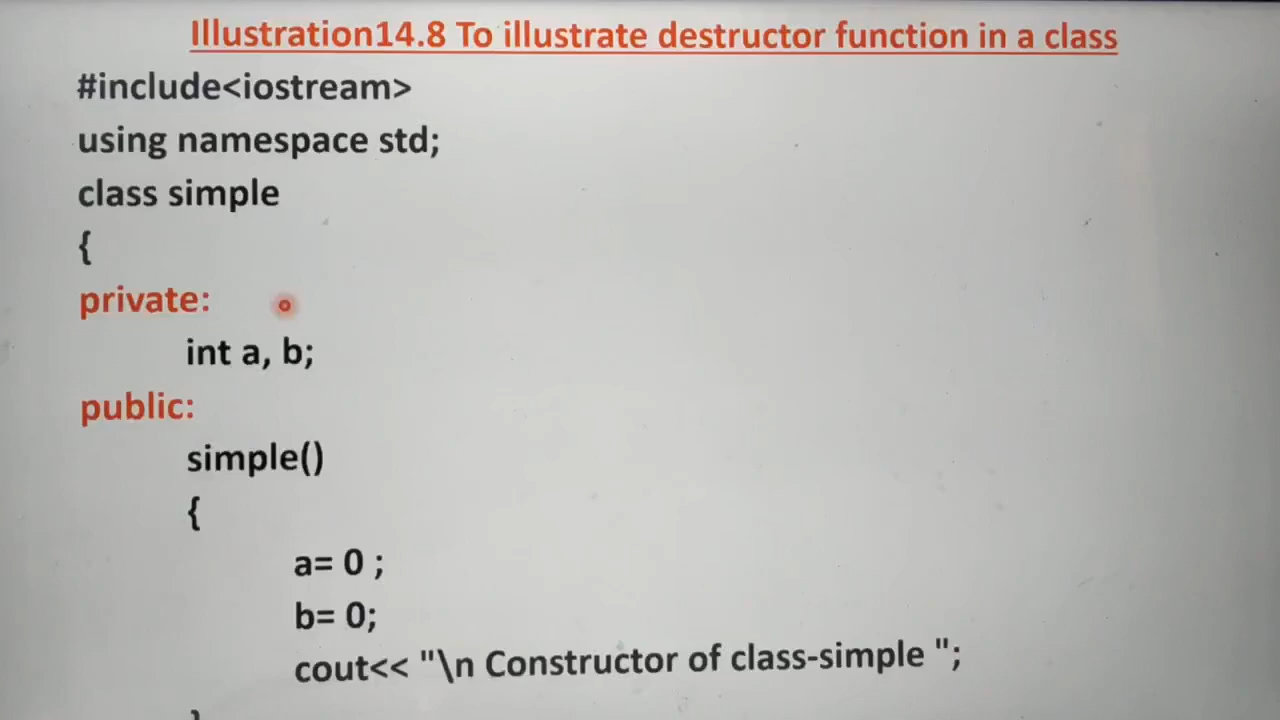 Illustration14.8 To illustrate destructor function in a class
#include<iostream>
using namespace std;
class simple
{
private:
int a, b;
public:
simple()
{
a= 0 ;
b= 0;
cout<< "\n Constructor of class-simple ";
}